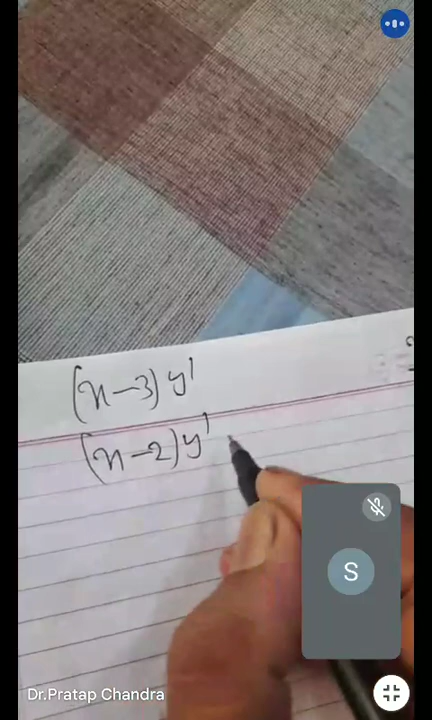 (x-3) y'
(x-2) y'
S
Dr.Pratap Chandra